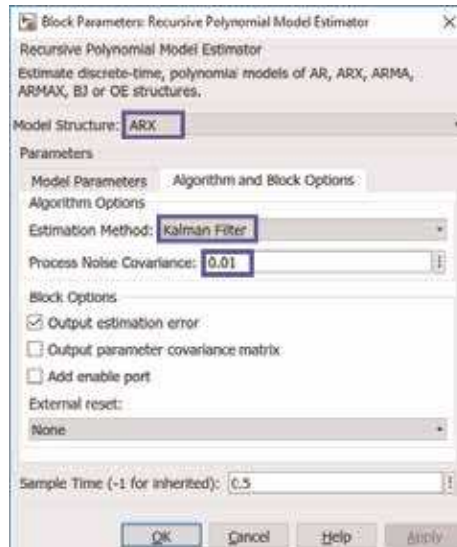 Block Parameters: Recursive Polynomial Model Estimator
Recursive Polynomial Model Estimator
Estimate discrete-time, polynomial models of AR, ARX, ARMA,
ARMAX, BJ or OE structures.
Model Structure: ARX
Parameters
Model Parameters Algorithm and Block Options
Algorithm Options
Estimation Method: Kalman Filter
Process Noise Covariance: 0.01
Block Options
Output estimation error
Output parameter covariance matrix
Add enable port
External reset:
None
Sample Time (-1 for inherited): 0.5
OK Cancel Help Apply